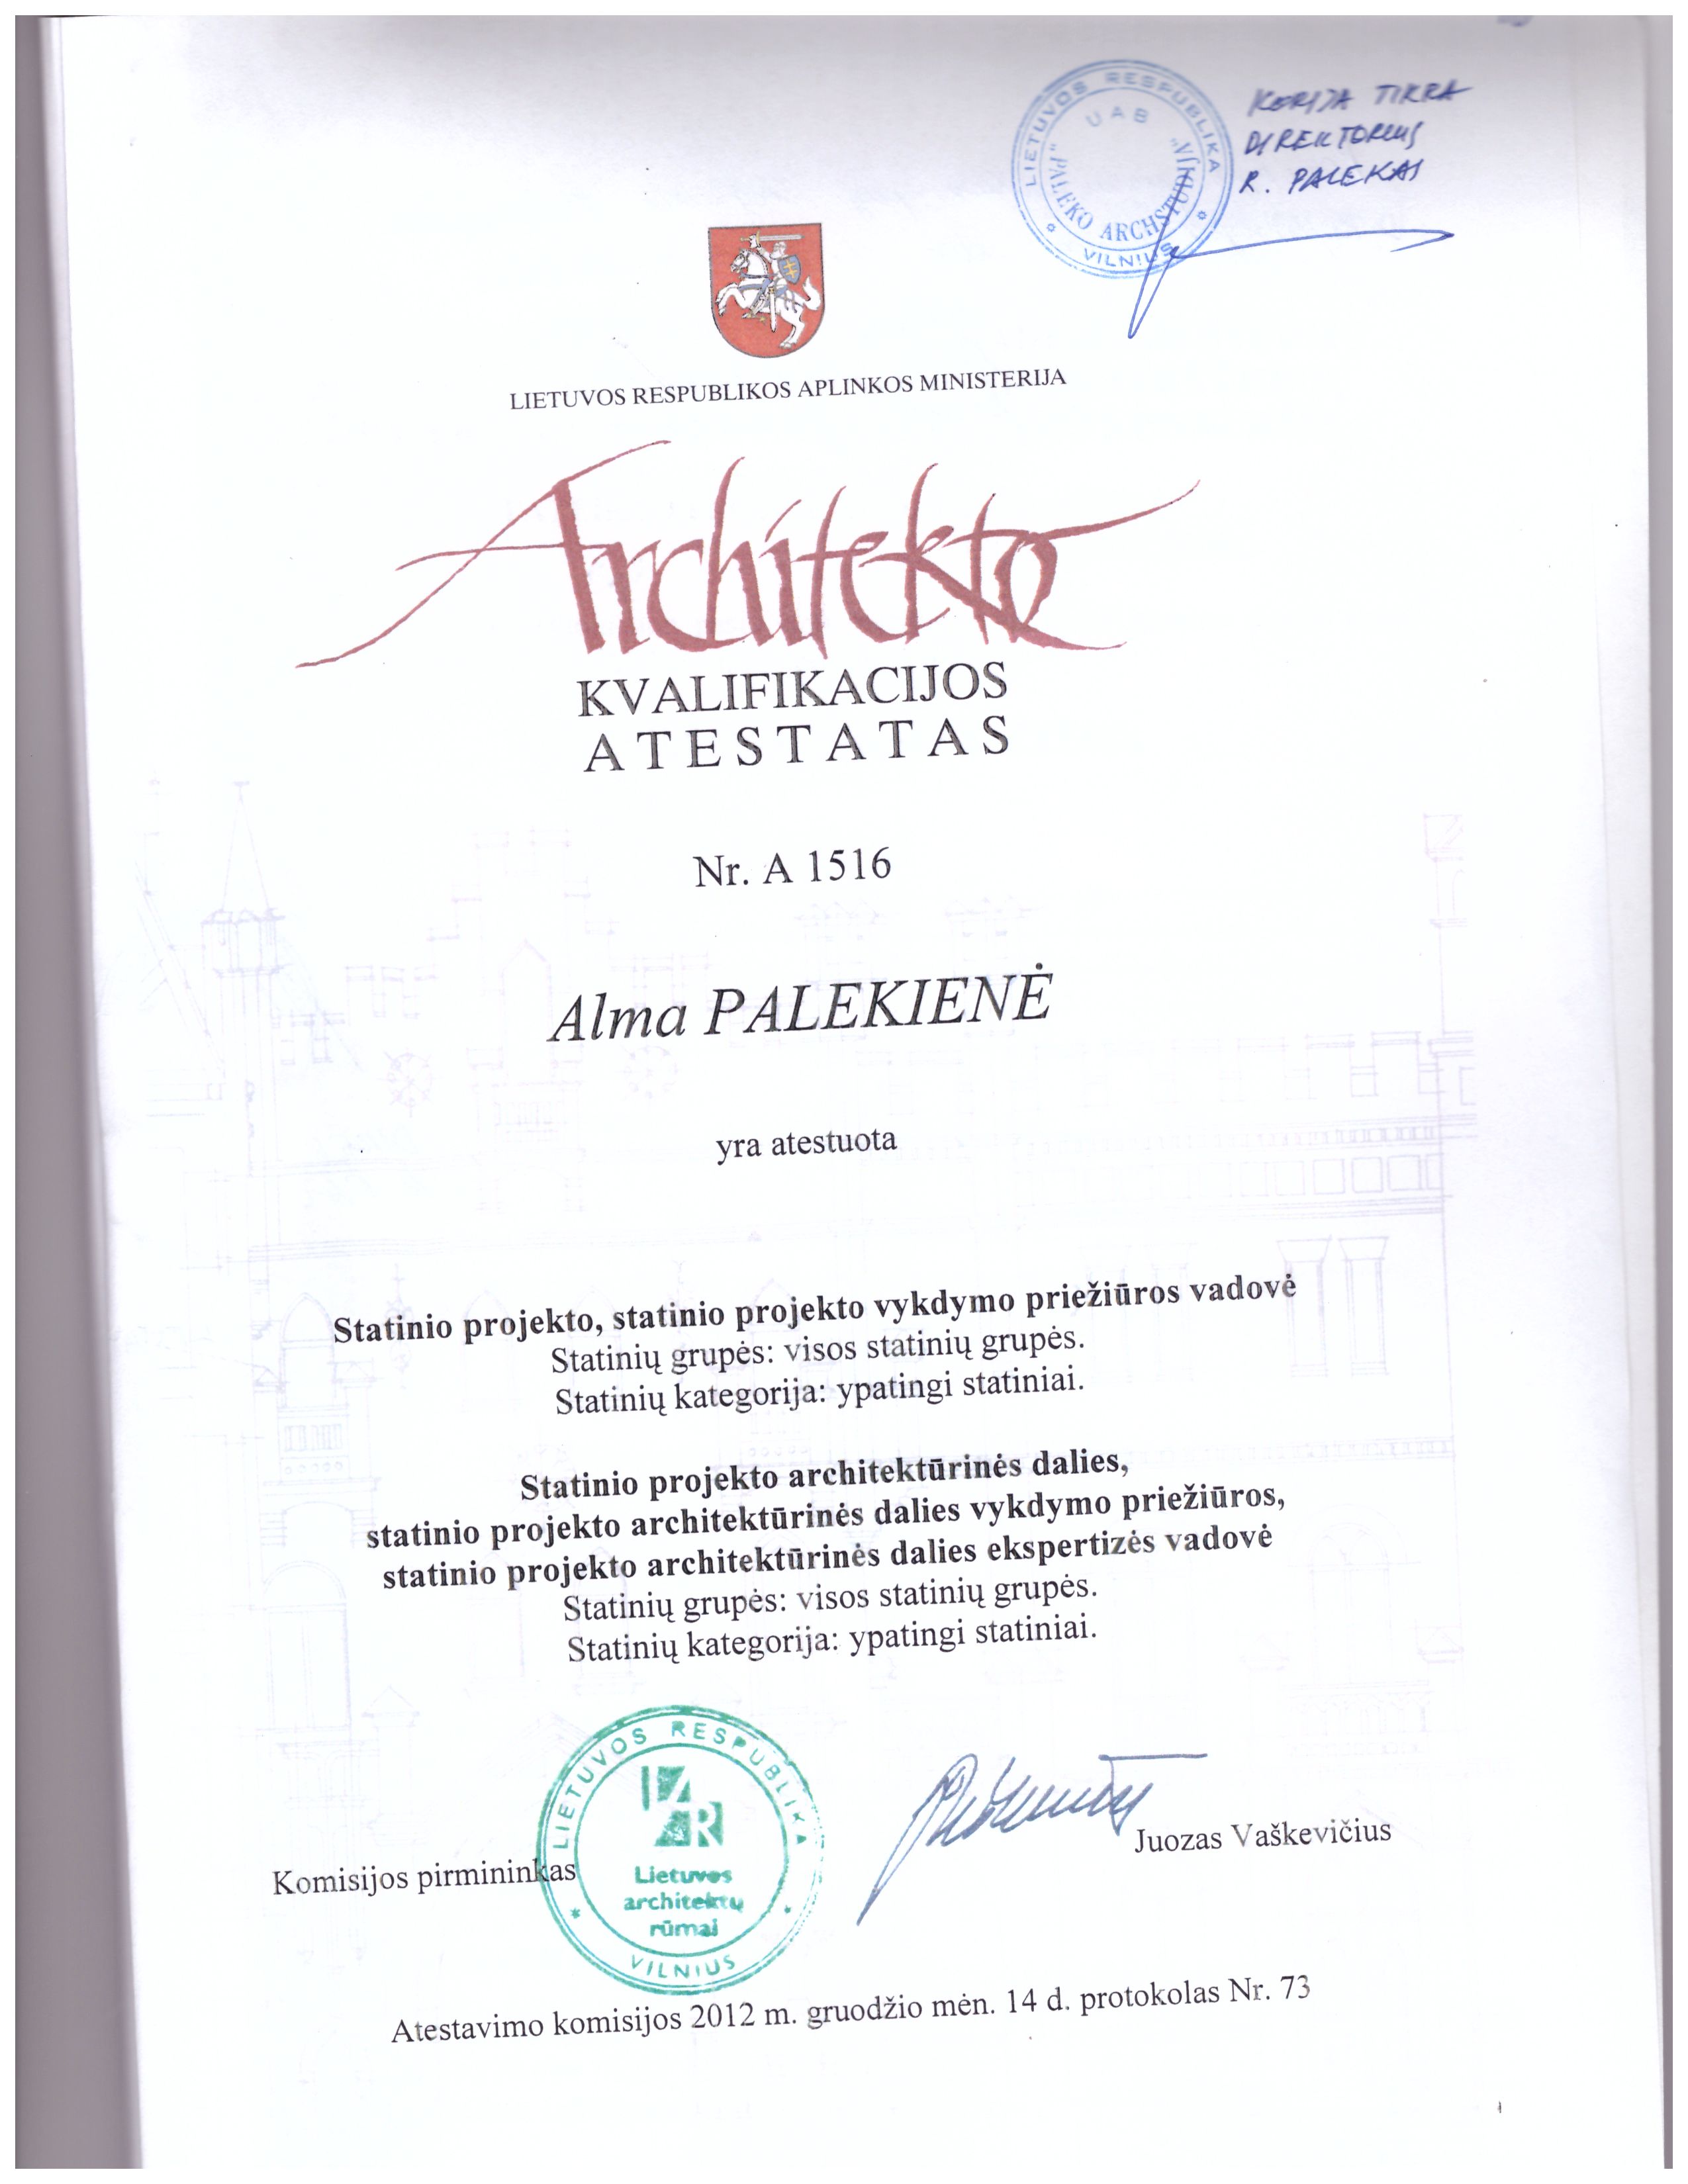 LIETUVOS RESPUBLIKA
UAB
„PALEKO ARCHSTUDIJA“
VILNIUS
KOPIJA TIKRA
DIREKTORIUS
R. PALEKAS
LIETUVOS RESPUBLIKOS APLINKOS MINISTERIJA
Architekto
KVALIFIKACIJOS
ATESTATAS
Nr. A 1516
Alma PALEKIENĖ
yra atestuota
Statinio projekto, statinio projekto vykdymo priežiūros vadovė
Statinių grupės: visos statinių grupės.
Statinių kategorija: ypatingi statiniai.
Statinio projekto architektūrinės dalies,
statinio projekto architektūrinės dalies vykdymo priežiūros,
statinio projekto architektūrinės dalies ekspertizės vadovė
Statinių grupės: visos statinių grupės.
Statinių kategorija: ypatingi statiniai.
LIETUVOS RESPUBLIKA
Lietuvos
architektų
rūmai
VILNIUS
Komisijos pirmininkas
Juozas Vaškevičius
Atestavimo komisijos 2012 m. gruodžio mėn. 14 d. protokolas Nr. 73